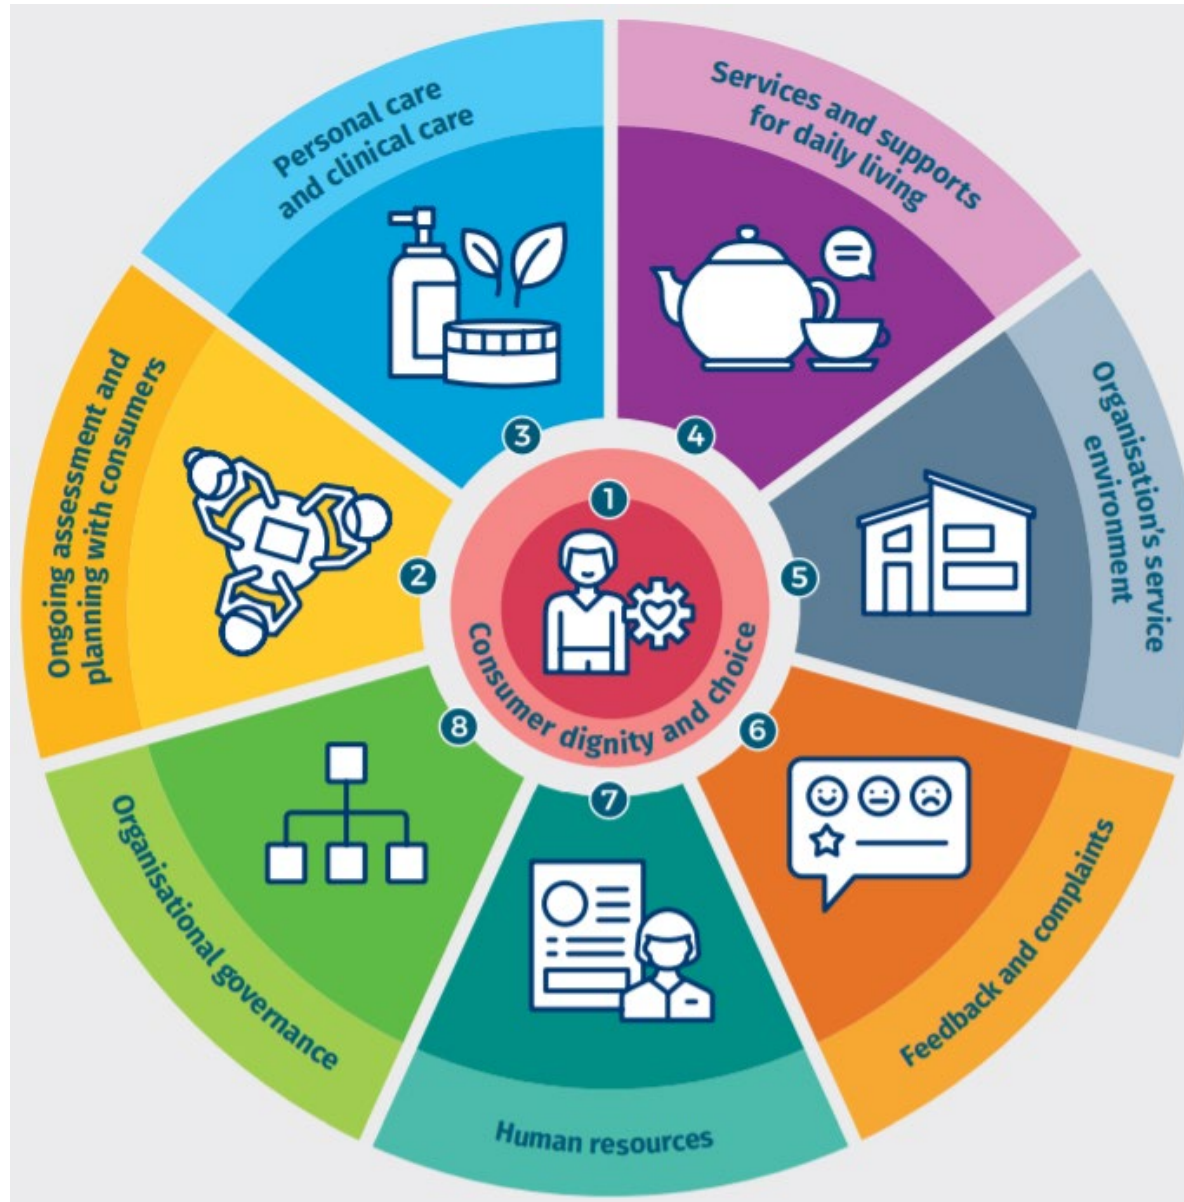 1
Consumer dignity and choice
2
Ongoing assessment and
planning with consumers
3
Personal care
and clinical care
4
Services and supports
for daily living
5
Organisation's service
environment
6
Feedback and complaints
7
Human resources
8
Organisational governance